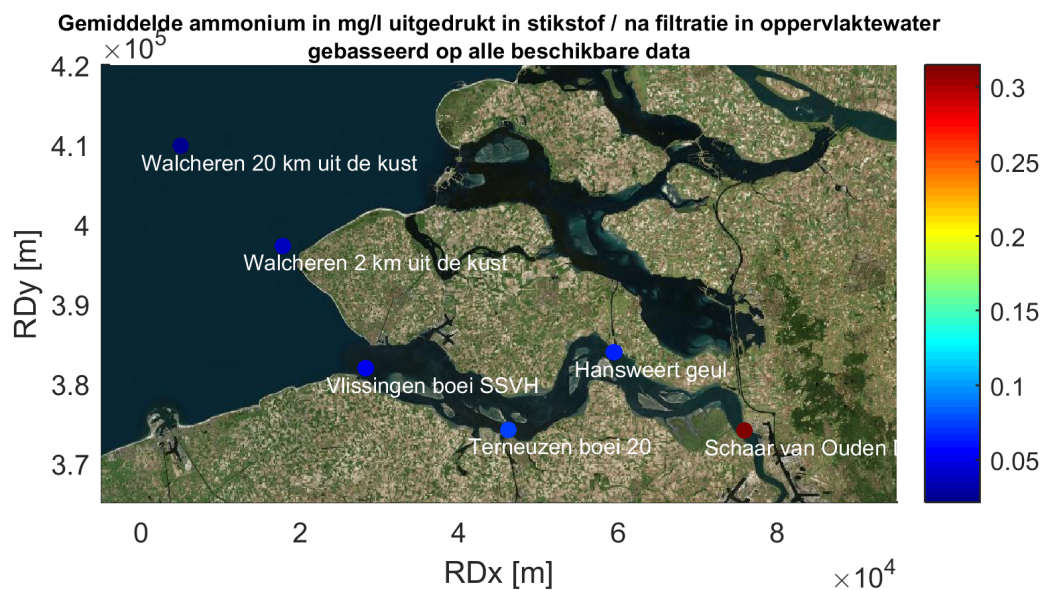 Gemiddelde ammonium in mg/l uitgedrukt in stikstof / na filtratie in oppervlaktewater
gebasseerd op alle beschikbare data
×10⁵
4.2
4.1
4
3.9
3.8
3.7
RDy [m]
Walcheren 20 km uit de kust
Walcheren 2 km uit de kust
Vlissingen boei SSVH
Hansweert geul
Terneuzen boei 20
Schaar van Ouden D
0 2 4 6 8
RDx [m]
×10⁴
0.3
0.25
0.2
0.15
0.1
0.05